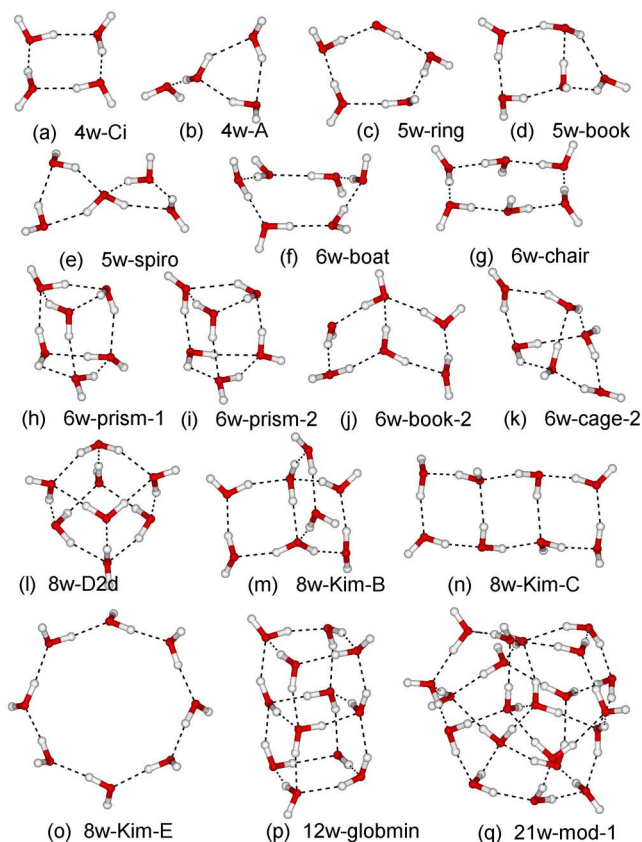 (a) 4w-Ci
(b) 4w-A
(c) 5w-ring
(d) 5w-book
(e) 5w-spiro
(f) 6w-boat
(g) 6w-chair
(h) 6w-prism-1
(i) 6w-prism-2
(j) 6w-book-2
(k) 6w-cage-2
(l) 8w-D2d
(m) 8w-Kim-B
(n) 8w-Kim-C
(o) 8w-Kim-E
(p) 12w-globmin
(q) 21w-mod-1